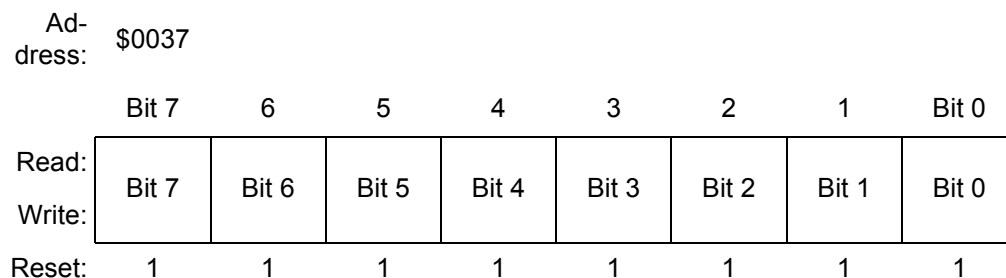 Ad-
dress: $0037
Bit 7 6 5 4 3 2 1 Bit 0
Read:
Bit 7 Bit 6 Bit 5 Bit 4 Bit 3 Bit 2 Bit 1 Bit 0
Write:
Reset: 1 1 1 1 1 1 1 1